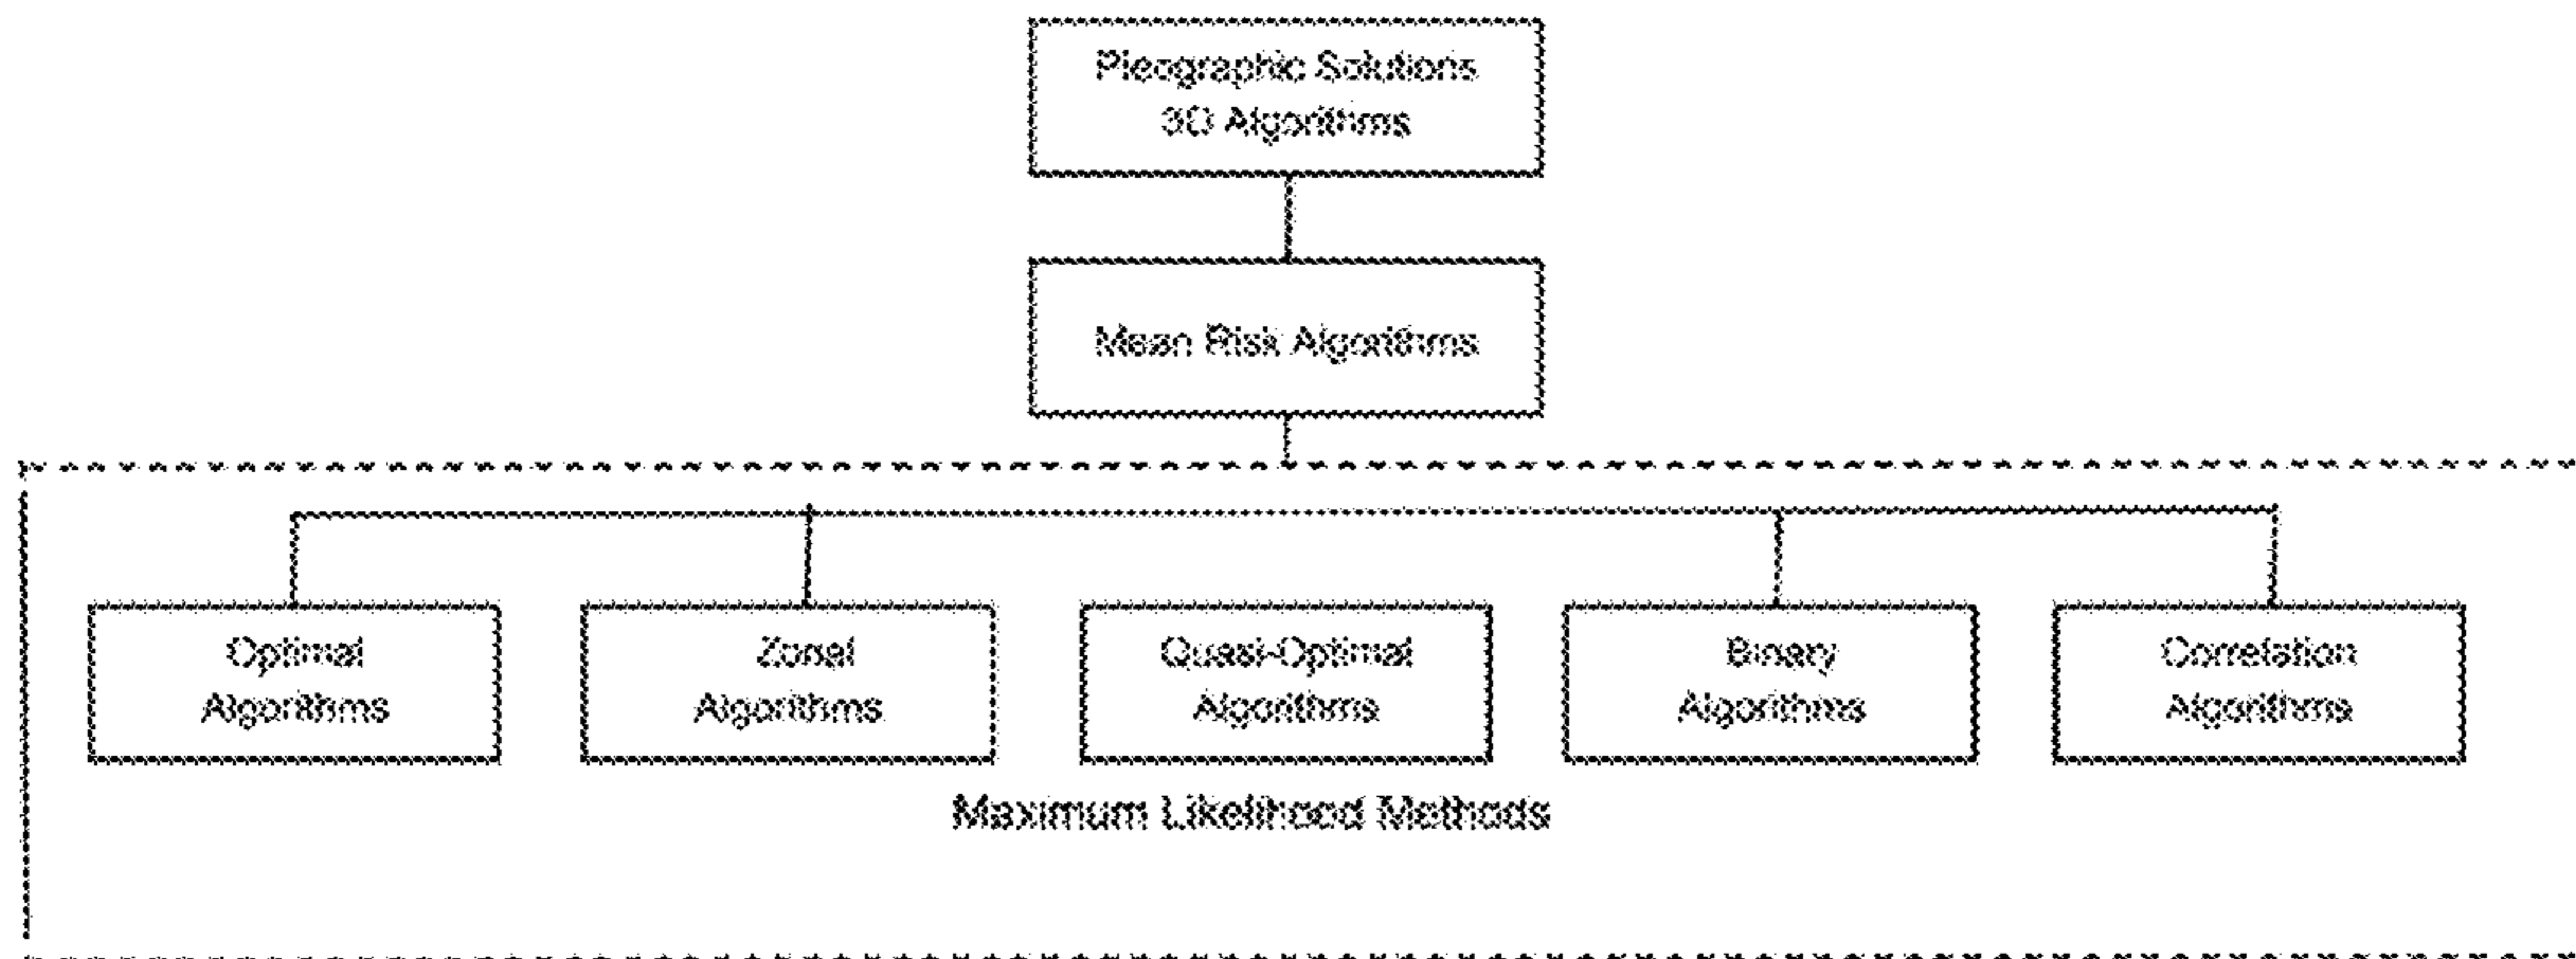 Pleographic Solutions
3D Algorithms
Mean Risk Algorithms
Optimal
Algorithms
Zonal
Algorithms
Quasi-Optimal
Algorithms
Binary
Algorithms
Correlation
Algorithms
Maximum Likelihood Methods